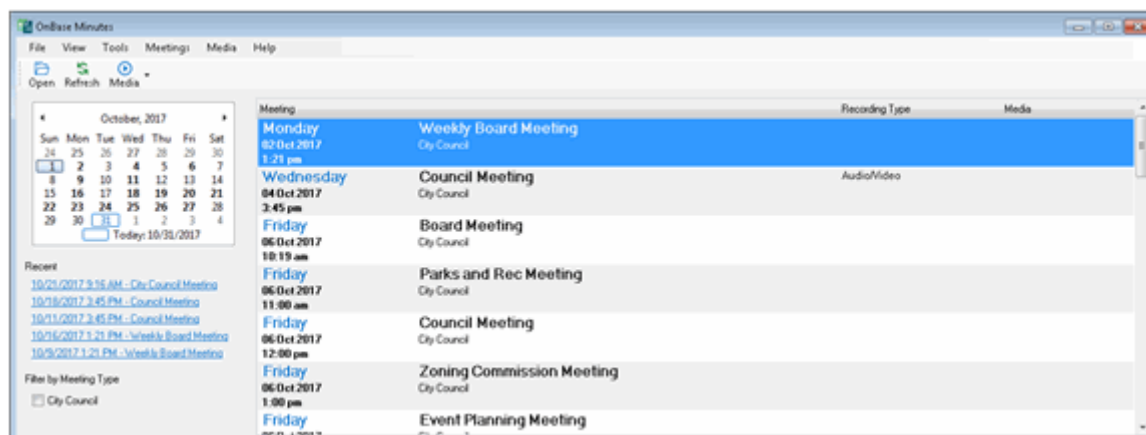 OnBase Minutes
File View Tools Meetings Media Help
Open Refresh Media
October, 2017
Sun Mon Tue Wed Thu Fri Sat
24 25 26 27 28 29 30
1 2 3 4 5 6 7
8 9 10 11 12 13 14
15 16 17 18 19 20 21
22 23 24 25 26 27 28
29 30 31 1 2 3 4
Today: 10/31/2017
Recent
10/21/2017 9:16 AM - City Council Meeting
10/18/2017 3:45 PM - Council Meeting
10/11/2017 3:45 PM - Council Meeting
10/16/2017 1:21 PM - Weekly Board Meeting
10/9/2017 1:21 PM - Weekly Board Meeting
Filter by Meeting Type
City Council
Meeting Recording Type Media
Monday Weekly Board Meeting
02 Oct 2017 City Council
1:21 pm
Wednesday Council Meeting Audio/Video
04 Oct 2017 City Council
3:45 pm
Friday Board Meeting
06 Oct 2017 City Council
10:19 am
Friday Parks and Rec Meeting
06 Oct 2017 City Council
11:00 am
Friday Council Meeting
06 Oct 2017 City Council
12:00 pm
Friday Zoning Commission Meeting
06 Oct 2017 City Council
1:00 pm
Friday Event Planning Meeting